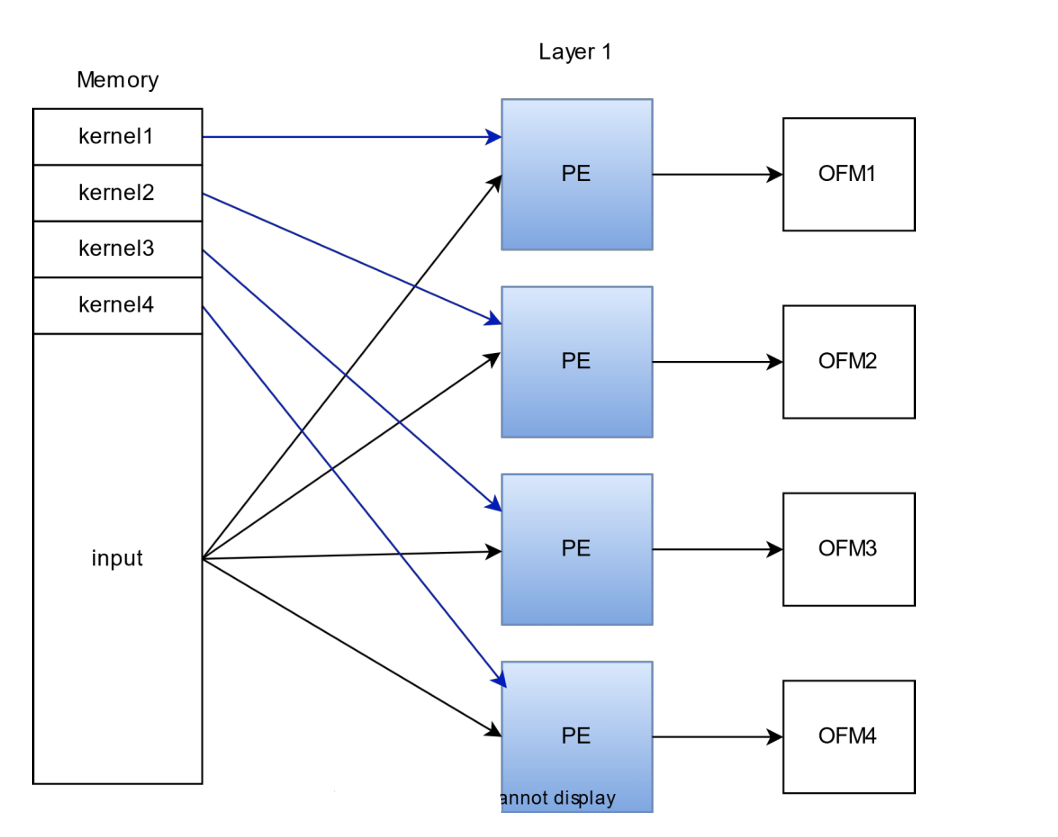 Layer 1
Memory
kernel1
kernel2
kernel3
kernel4
input
PE
OFM1
PE
OFM2
PE
OFM3
PE
OFM4
annot display